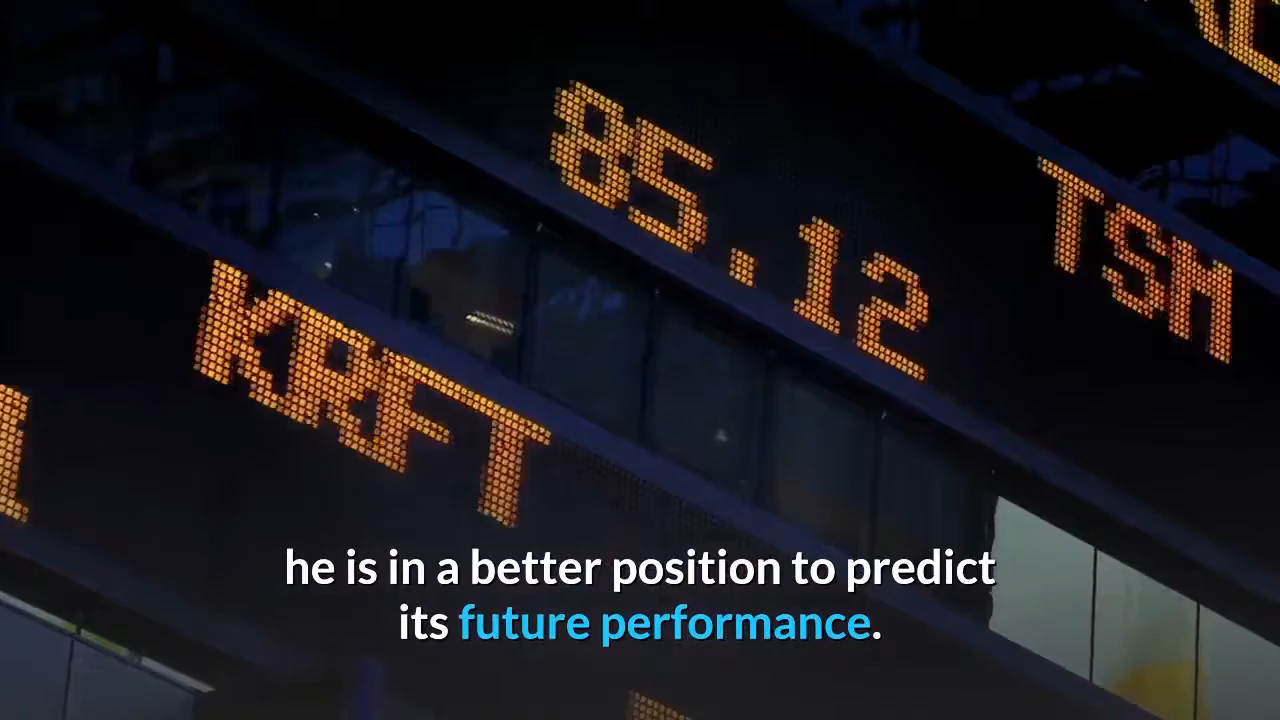 85.12
TSM
KRFT
he is in a better position to predict
its future performance.